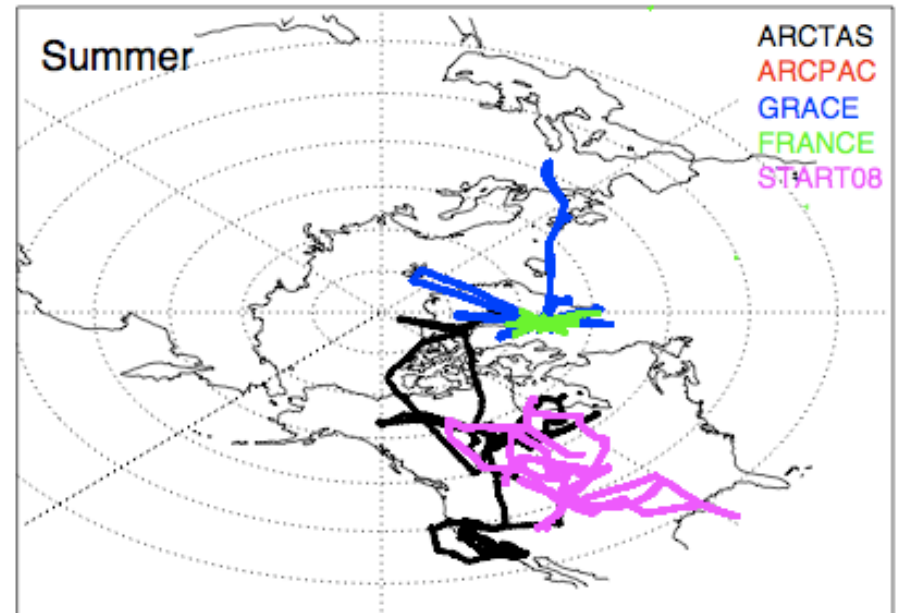 Summer
ARCTAS
ARCPAC
GRACE
FRANCE
START08